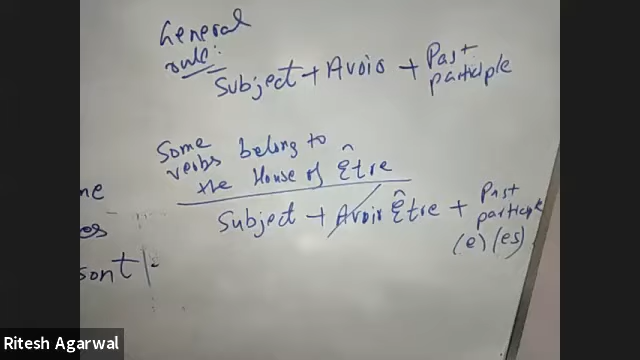 General
rule:
Subject + Avoir + Past
participle
Some
verbs belong to
the House of Être
Subject + Avoir Être + Past
participle
(e) (es)
sont
Ritesh Agarwal